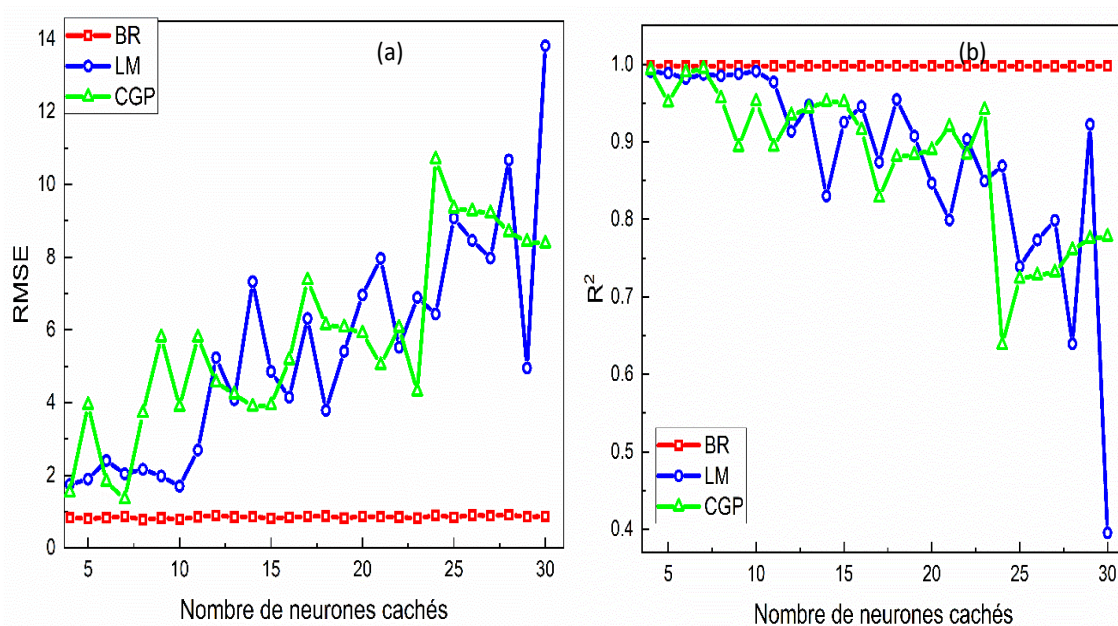 BR
LM
CGP
(a)
14
12
10
8
6
4
2
0
RMSE
5 10 15 20 25 30
Nombre de neurones cachés
(b)
1.0
0.9
0.8
0.7
0.6
0.5
0.4
R²
BR
LM
CGP
5 10 15 20 25 30
Nombre de neurones cachés